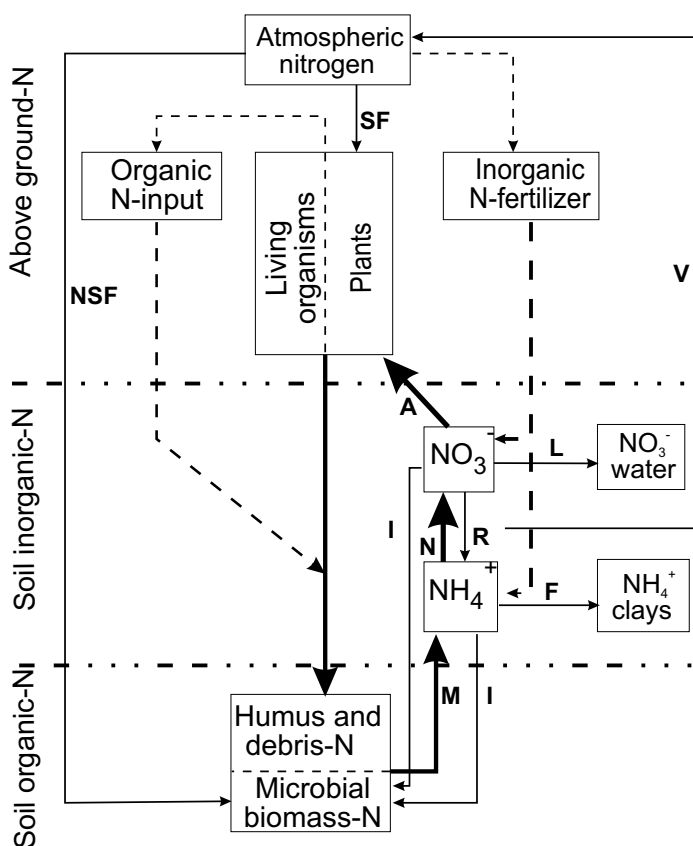 Above ground-N
Soil inorganic-N
Soil organic-N
Atmospheric
nitrogen
SF
Organic
N-input
Living
organisms
Plants
Inorganic
N-fertilizer
NSF
V
A
NO₃⁻
L
NO₃⁻
water
I
N
R
NH₄⁺
F
NH₄⁺
clays
M
I
Humus and
debris-N
Microbial
biomass-N